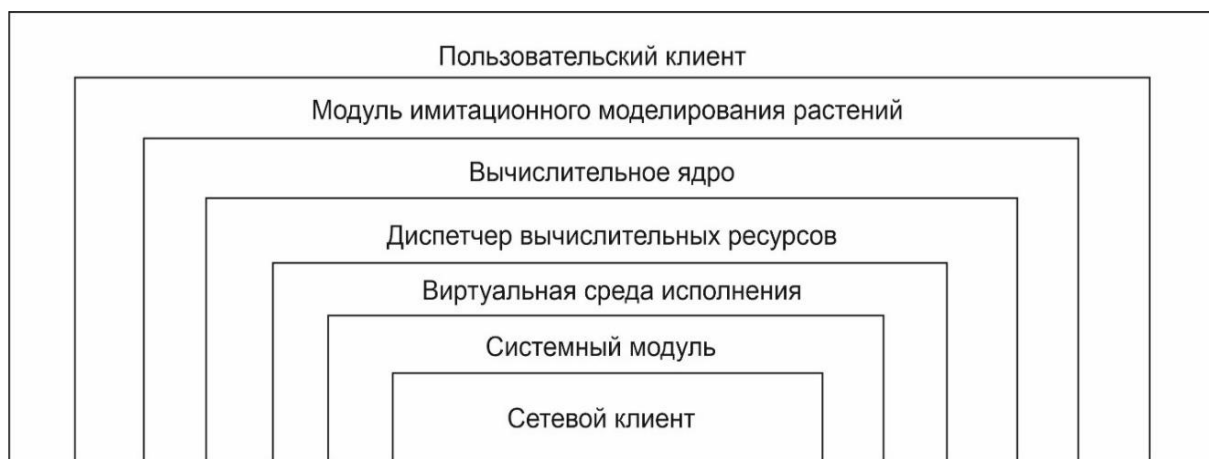 Пользовательский клиент
Модуль имитационного моделирования растений
Вычислительное ядро
Диспетчер вычислительных ресурсов
Виртуальная среда исполнения
Системный модуль
Сетевой клиент